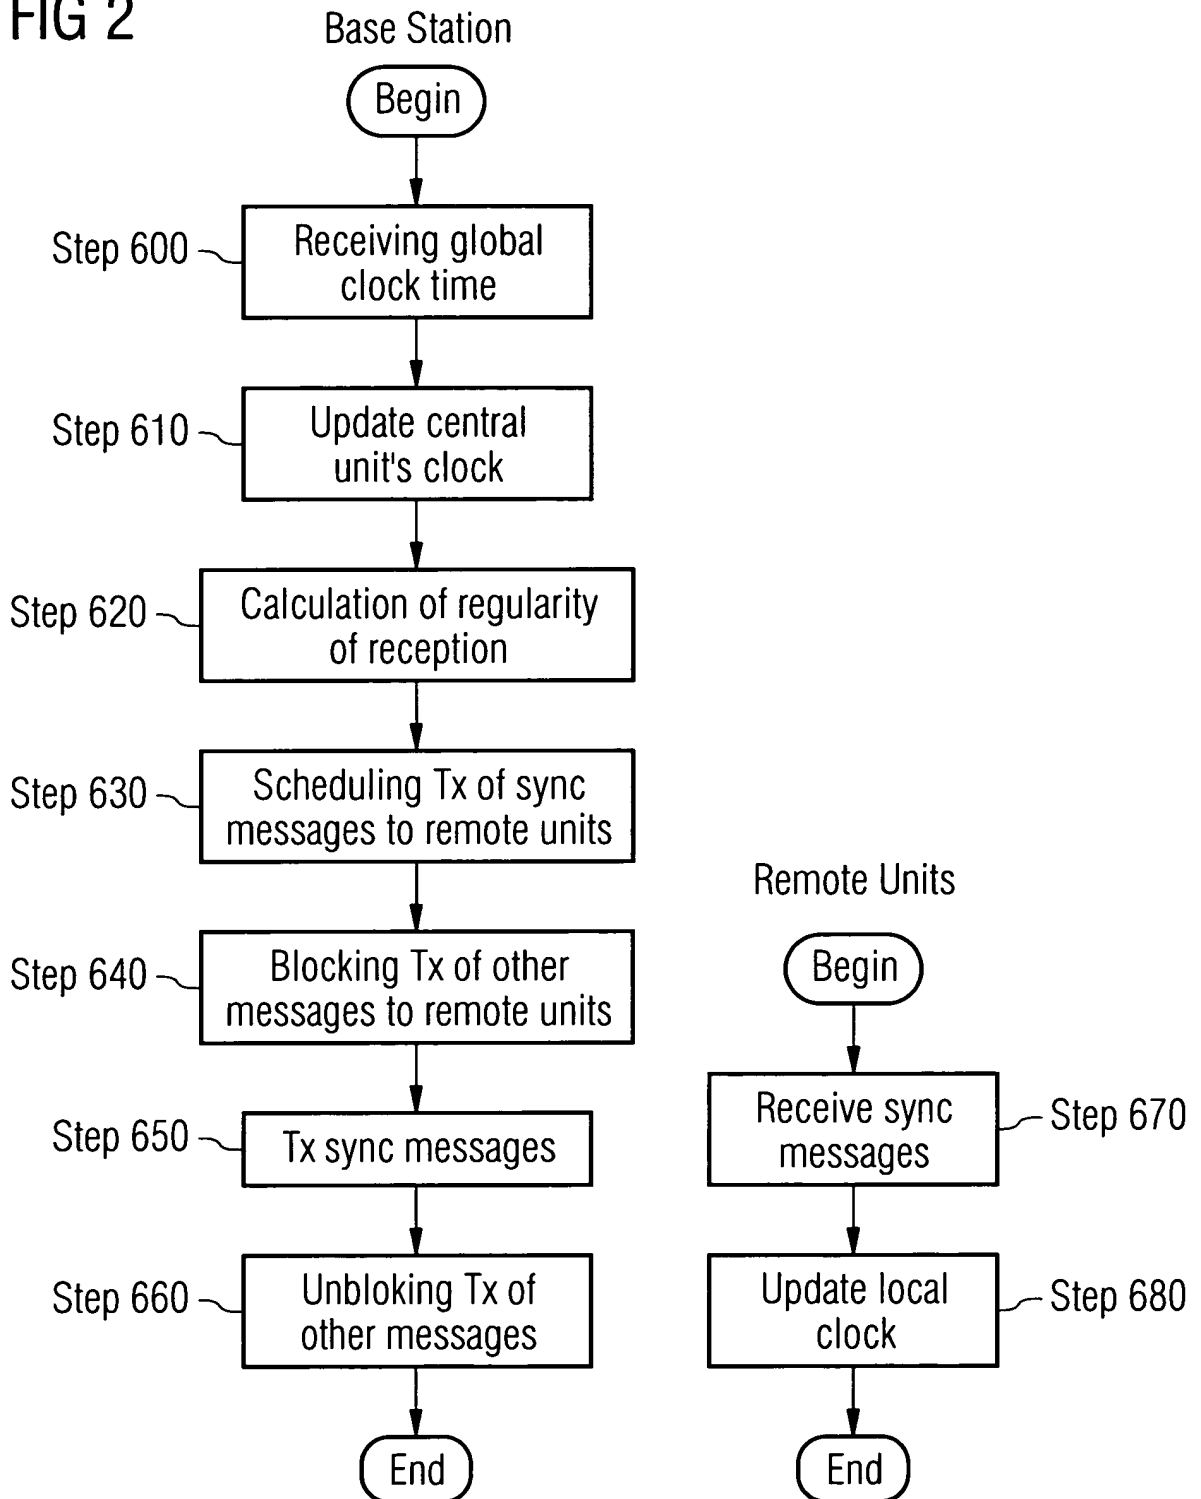 FIG 2
Base Station
Begin
Step 600
Receiving global
clock time
Step 610
Update central
unit's clock
Step 620
Calculation of regularity
of reception
Step 630
Scheduling Tx of sync
messages to remote units
Step 640
Blocking Tx of other
messages to remote units
Step 650
Tx sync messages
Step 660
Unbloking Tx of
other messages
End
Remote Units
Begin
Receive sync
messages
Step 670
Update local
clock
Step 680
End